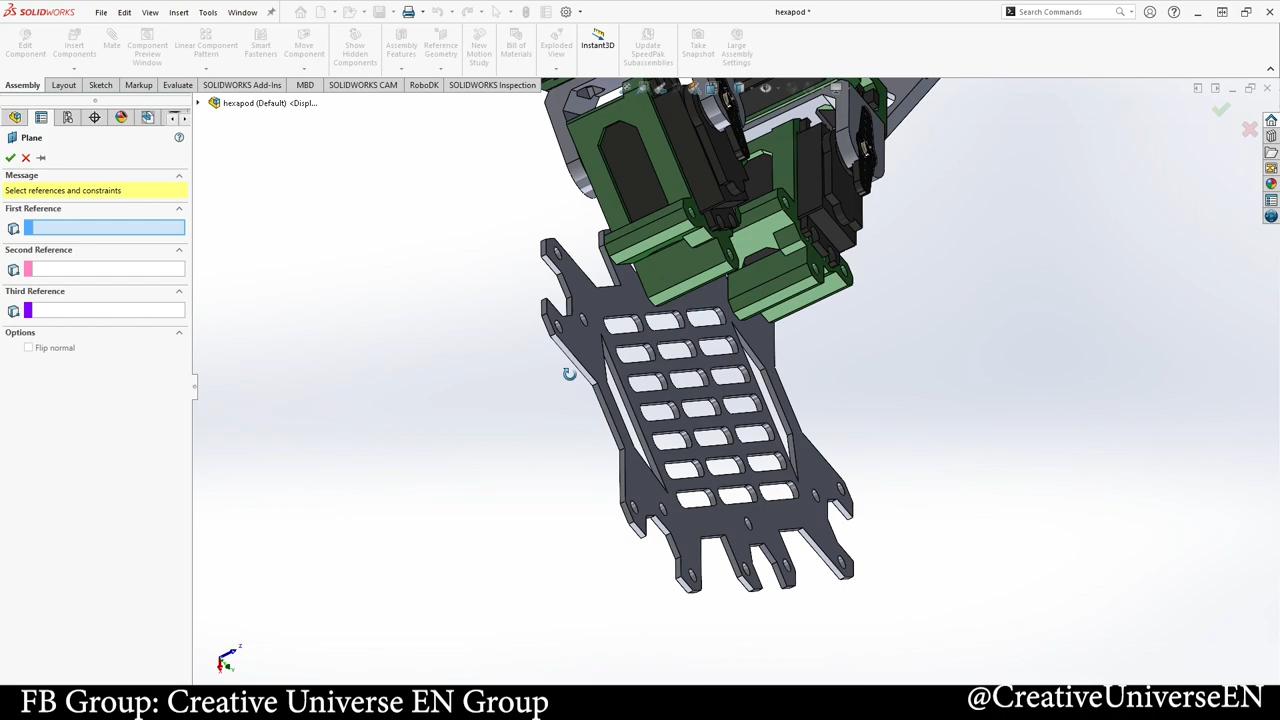 SOLIDWORKS File Edit View Insert Tools Window hexapod * Search Commands
Edit Component
Insert Components
Mate
Component Preview Window
Linear Component Pattern
Smart Fasteners
Move Component
Show Hidden Components
Assembly Features
Reference Geometry
New Motion Study
Bill of Materials
Exploded View
Instant3D
Update SpeedPak Subassemblies
Take Snapshot
Large Assembly Settings
Assembly Layout Sketch Markup Evaluate SOLIDWORKS Add-Ins MBD SOLIDWORKS CAM RoboDK SOLIDWORKS Inspection
hexapod (Default) <Displ...
Plane
Message
Select references and constraints
First Reference
Second Reference
Third Reference
Options
Flip normal
z
FB Group: Creative Universe EN Group @CreativeUniverseEN